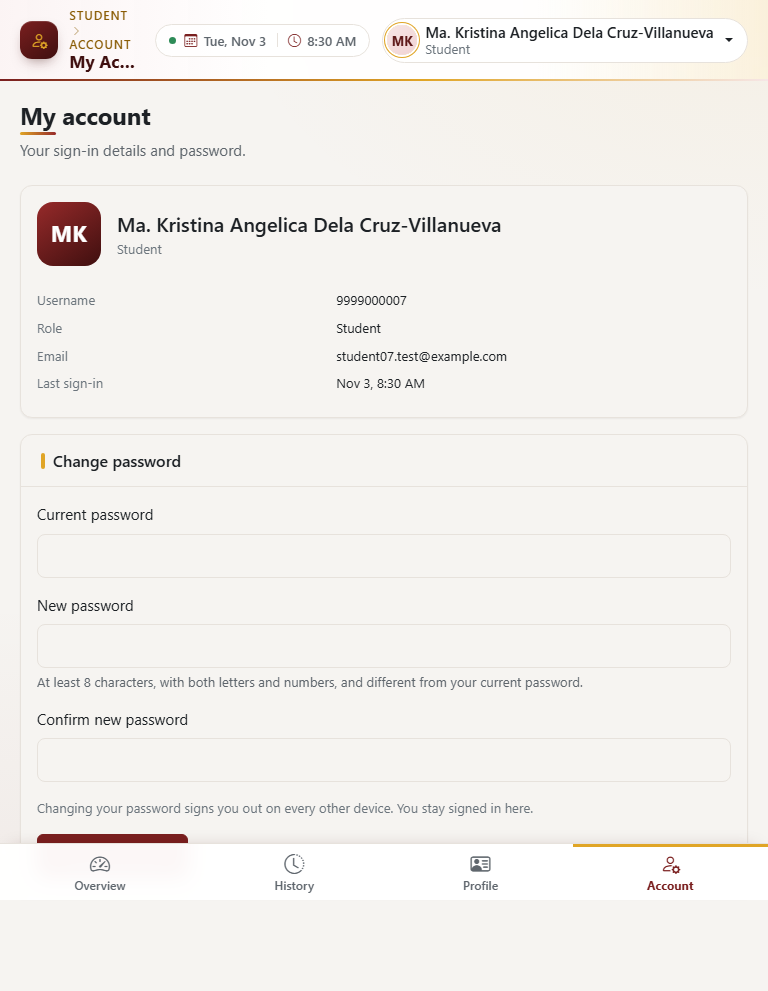 STUDENT
ACCOUNT
My Ac...
Tue, Nov 3
8:30 AM
MK
Ma. Kristina Angelica Dela Cruz-Villanueva
Student
My account
Your sign-in details and password.
MK
Ma. Kristina Angelica Dela Cruz-Villanueva
Student
Username 9999000007
Role Student
Email student07.test@example.com
Last sign-in Nov 3, 8:30 AM
Change password
Current password
New password
At least 8 characters, with both letters and numbers, and different from your current password.
Confirm new password
Changing your password signs you out on every other device. You stay signed in here.
Overview
History
Profile
Account